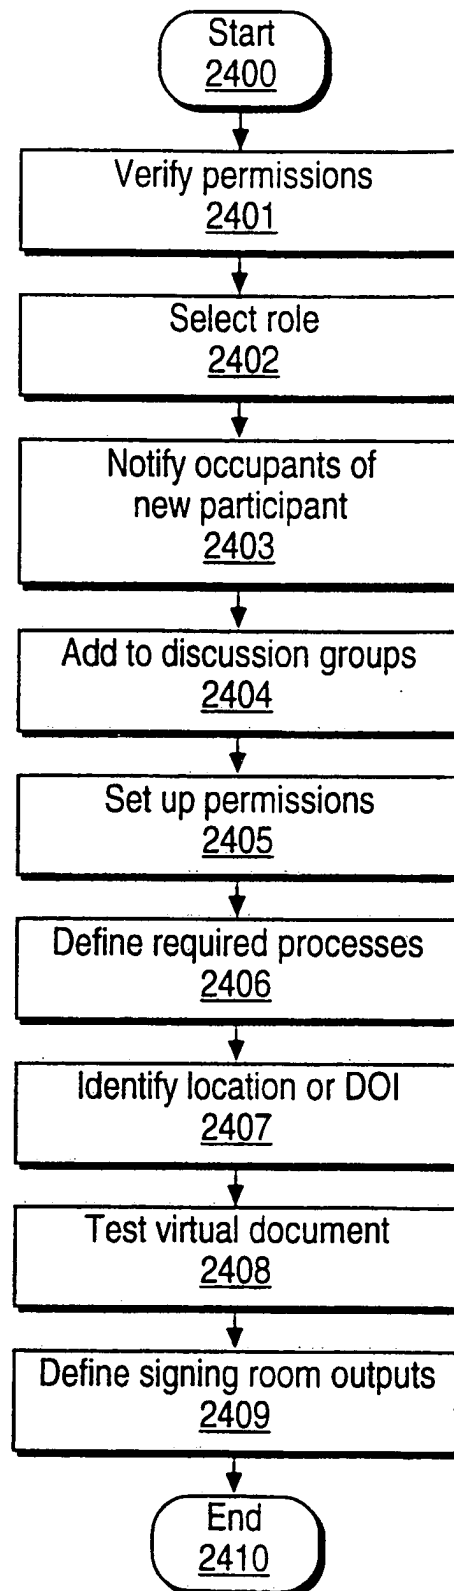 Start
2400
Verify permissions
2401
Select role
2402
Notify occupants of
new participant
2403
Add to discussion groups
2404
Set up permissions
2405
Define required processes
2406
Identify location or DOI
2407
Test virtual document
2408
Define signing room outputs
2409
End
2410